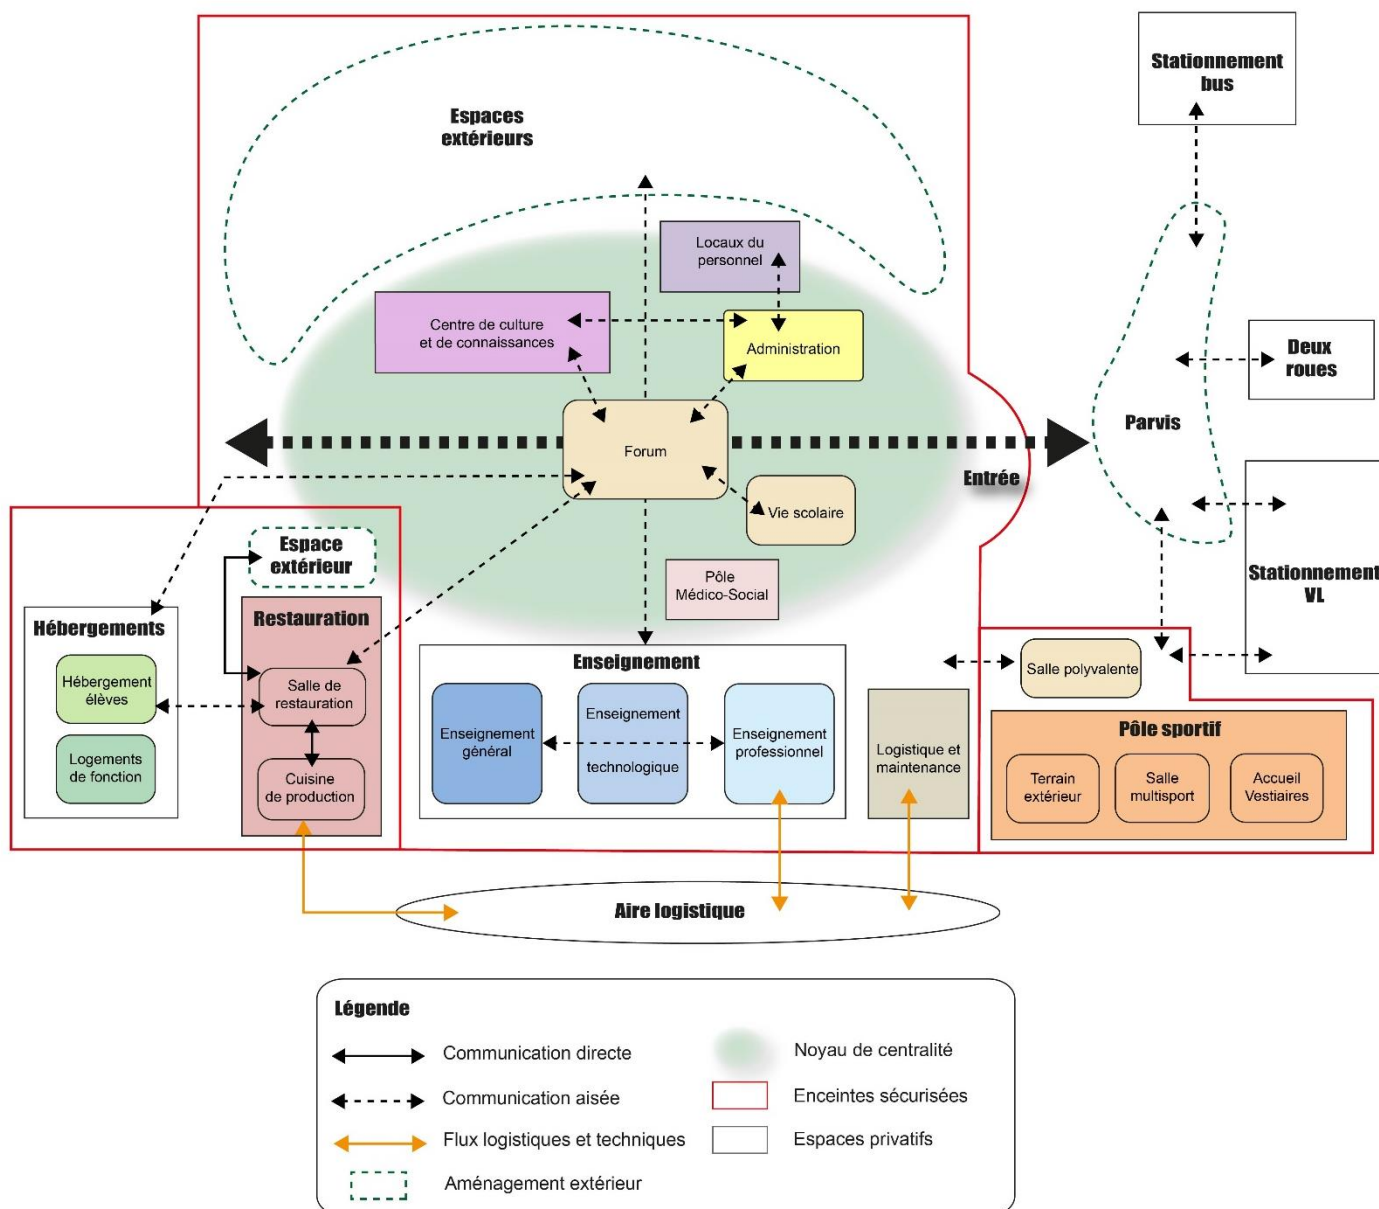 Stationnement
bus
Espaces
extérieurs
Locaux du
personnel
Centre de culture
et de connaissances
Administration
Deux
roues
Parvis
Forum
Entrée
Vie scolaire
Espace
extérieur
Pôle
Médico-Social
Stationnement
VL
Hébergements
Restauration
Enseignement
Salle polyvalente
Hébergement
élèves
Salle de
restauration
Enseignement
général
Enseignement
technologique
Enseignement
professionnel
Logistique et
maintenance
Pôle sportif
Logements
de fonction
Cuisine
de production
Terrain
extérieur
Salle
multisport
Accueil
Vestiaires
Aire logistique
Légende
Communication directe
Noyau de centralité
Communication aisée
Enceintes sécurisées
Flux logistiques et techniques
Espaces privatifs
Aménagement extérieur